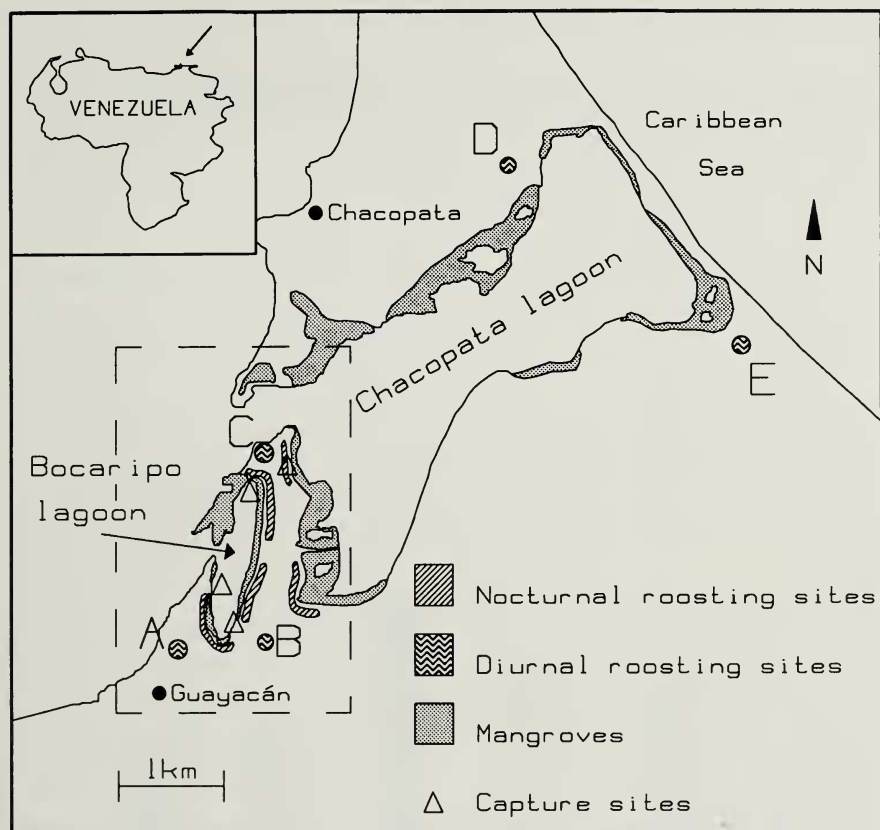 VENEZUELA
Caribbean
Sea
D
Chacopata
N
Chacopata lagoon
E
C
Bocaripo
lagoon
A
B
Guayacán
1km
Nocturnal roosting sites
Diurnal roosting sites
Mangroves
Capture sites